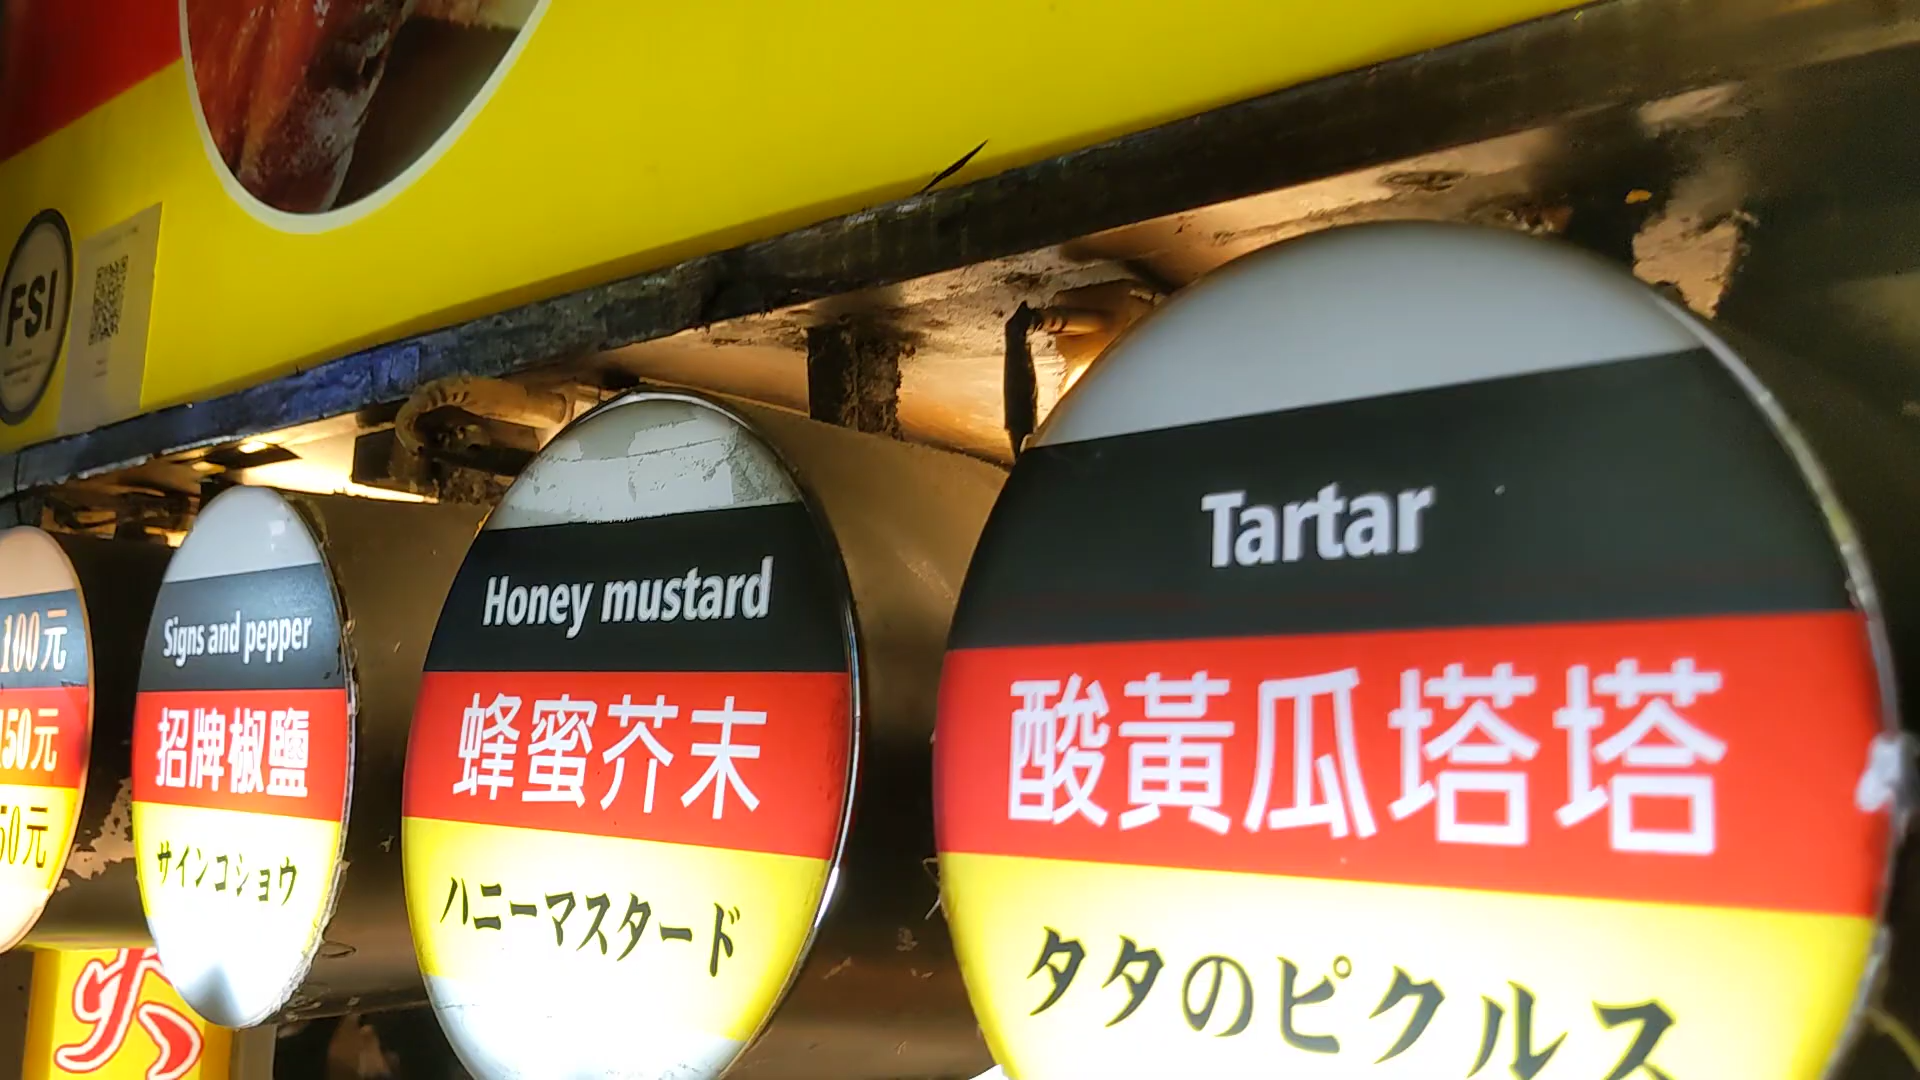 FSI
100元
150元
50元
Signs and pepper
招牌椒鹽
サインコショウ
Honey mustard
蜂蜜芥末
ハニーマスタード
Tartar
酸黃瓜塔塔
タタのピクルス